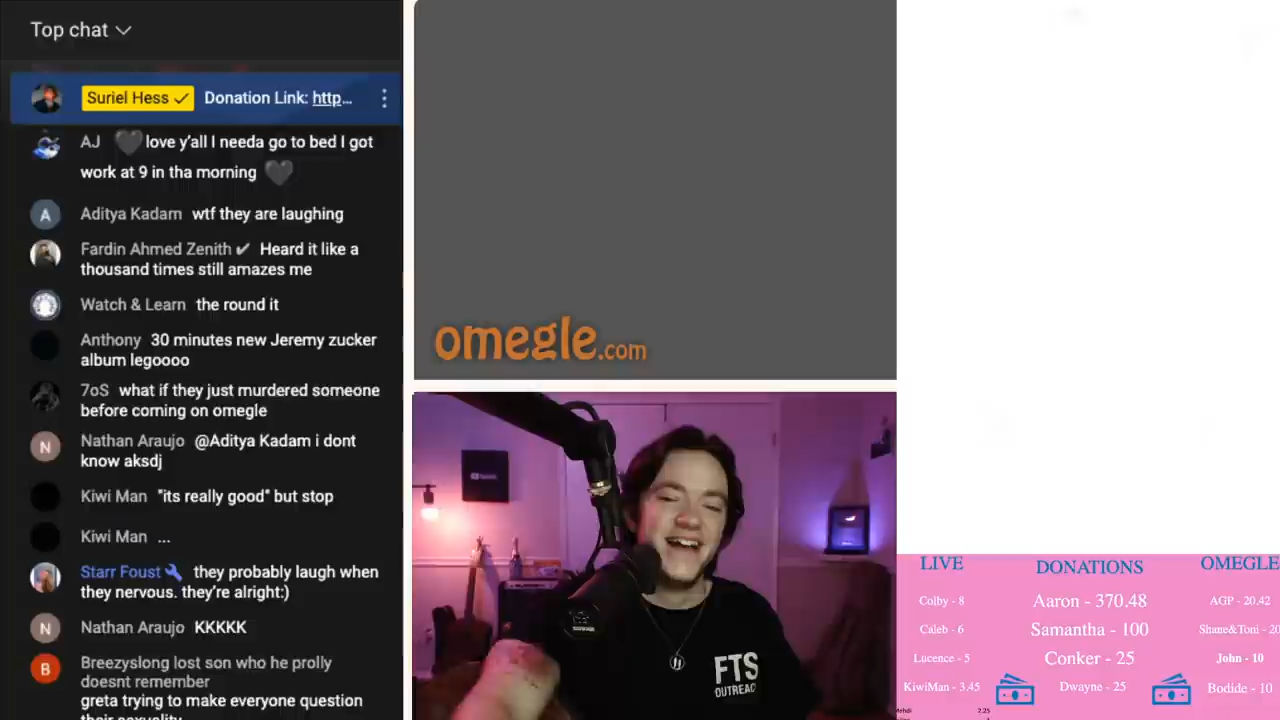 Top chat
Suriel Hess Donation Link: http...
AJ 🖤love y'all I needa go to bed I got
work at 9 in tha morning 🖤
A
Aditya Kadam wtf they are laughing
Fardin Ahmed Zenith ✔ Heard it like a
thousand times still amazes me
Watch & Learn the round it
Anthony 30 minutes new Jeremy zucker
album legoooo
7oS what if they just murdered someone
before coming on omegle
N
Nathan Araujo @Aditya Kadam i dont
know aksdj
Kiwi Man "its really good" but stop
Kiwi Man ...
Starr Foust they probably laugh when
they nervous. they're alright:)
N
Nathan Araujo KKKKK
B
Breezyslong lost son who he prolly
doesnt remember
greta trying to make everyone question
their sexuality
omegle.com
FTS
OUTREACH
LIVE
Colby - 8
Caleb - 6
Lucence - 5
KiwiMan - 3.45
DONATIONS
Aaron - 370.48
Samantha - 100
Conker - 25
Dwayne - 25
2.25
OMEGLE
AGP - 20.42
Shane&Toni - 20
John - 10
Bodide - 10